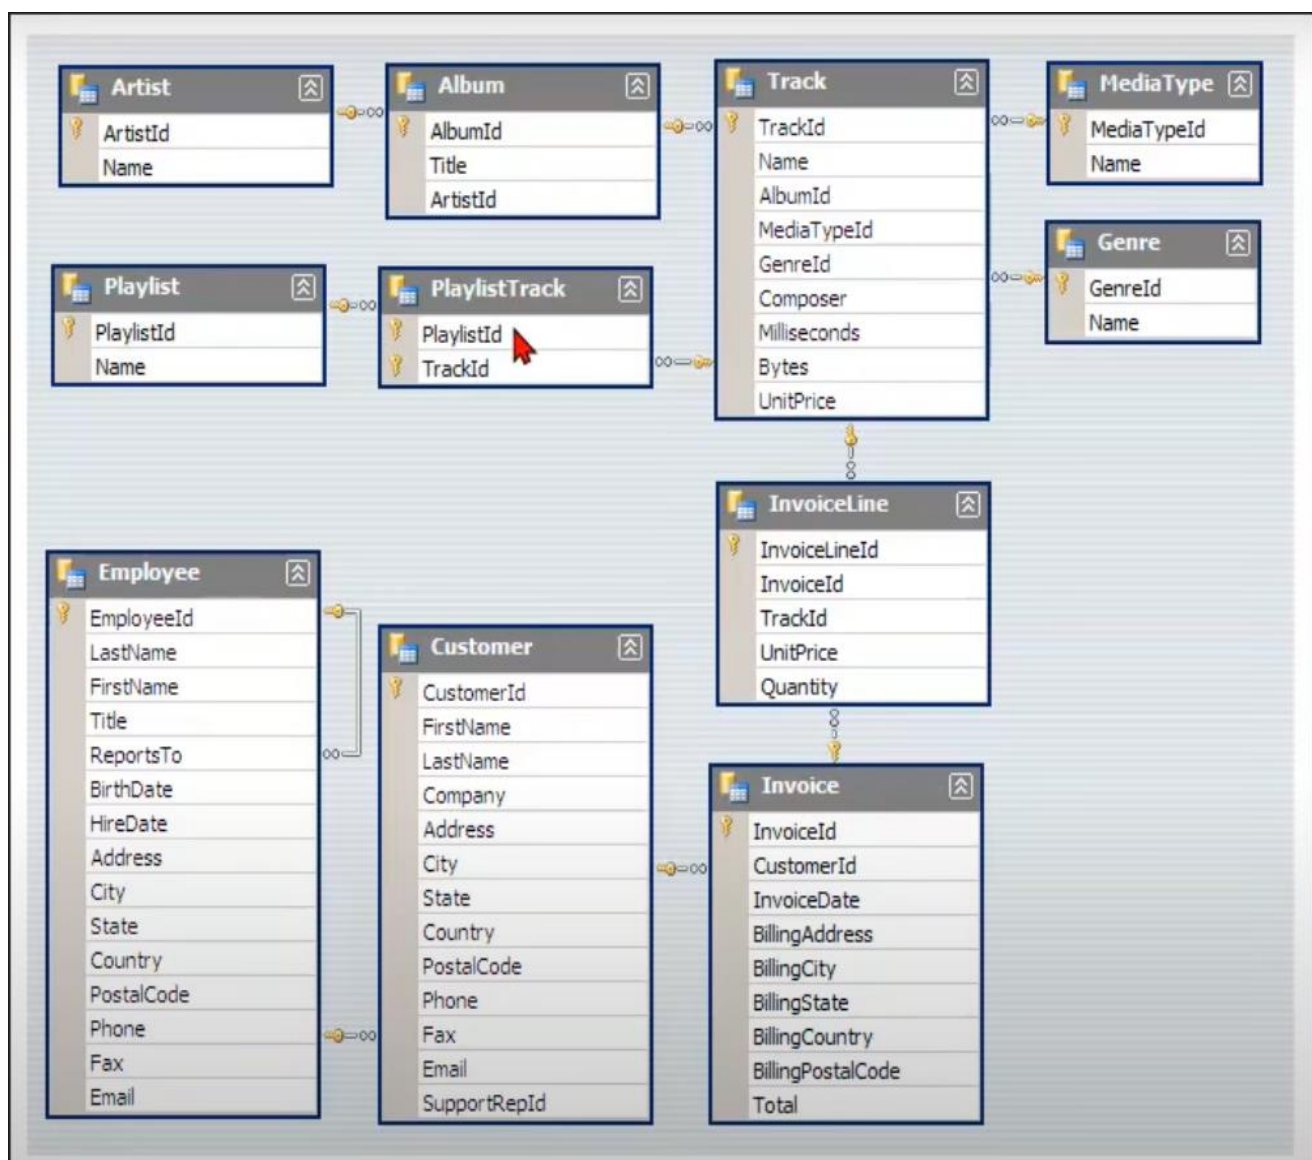 Artist
ArtistId
Name
Album
AlbumId
Title
ArtistId
Track
TrackId
Name
AlbumId
MediaTypeId
GenreId
Composer
Milliseconds
Bytes
UnitPrice
MediaType
MediaTypeId
Name
Genre
GenreId
Name
Playlist
PlaylistId
Name
PlaylistTrack
PlaylistId
TrackId
InvoiceLine
InvoiceLineId
InvoiceId
TrackId
UnitPrice
Quantity
Employee
EmployeeId
LastName
FirstName
Title
ReportsTo
BirthDate
HireDate
Address
City
State
Country
PostalCode
Phone
Fax
Email
Customer
CustomerId
FirstName
LastName
Company
Address
City
State
Country
PostalCode
Phone
Fax
Email
SupportRepId
Invoice
InvoiceId
CustomerId
InvoiceDate
BillingAddress
BillingCity
BillingState
BillingCountry
BillingPostalCode
Total